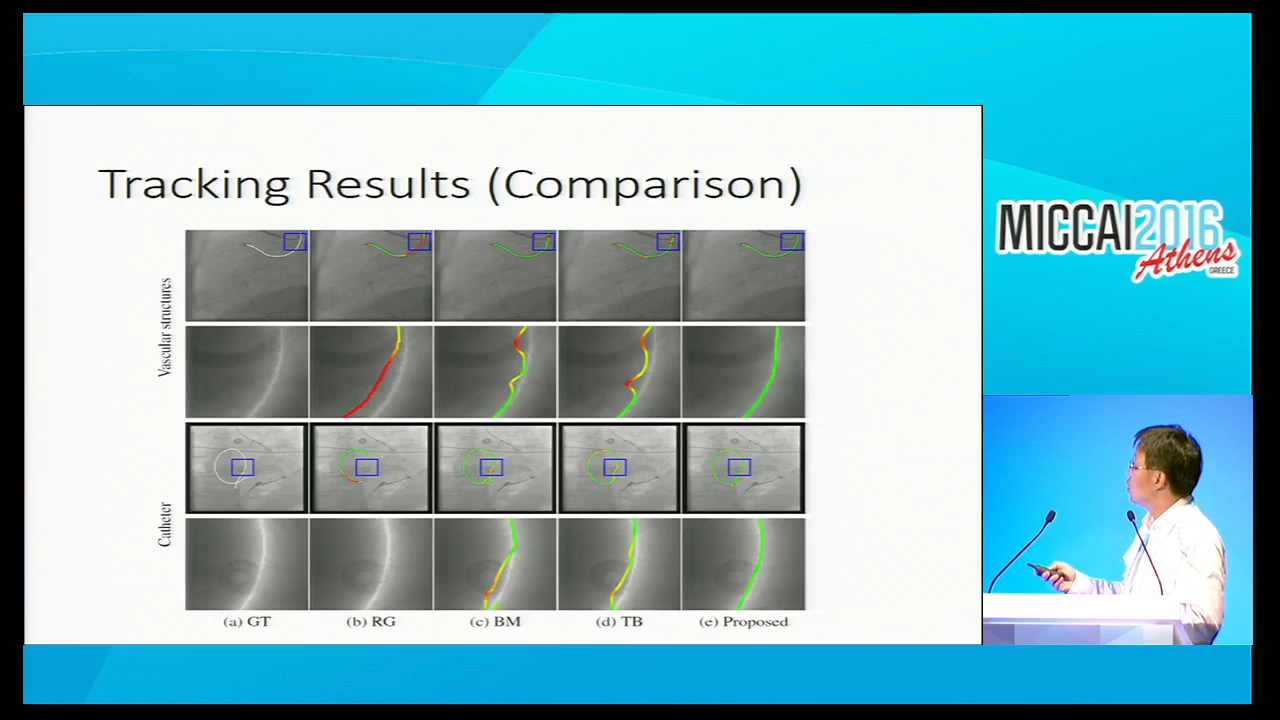 Tracking Results (Comparison)
MICCAI2016
Athens
GREECE
Vascular structures
Catheter
(a) GT
(b) RG
(c) BM
(d) TB
(e) Proposed